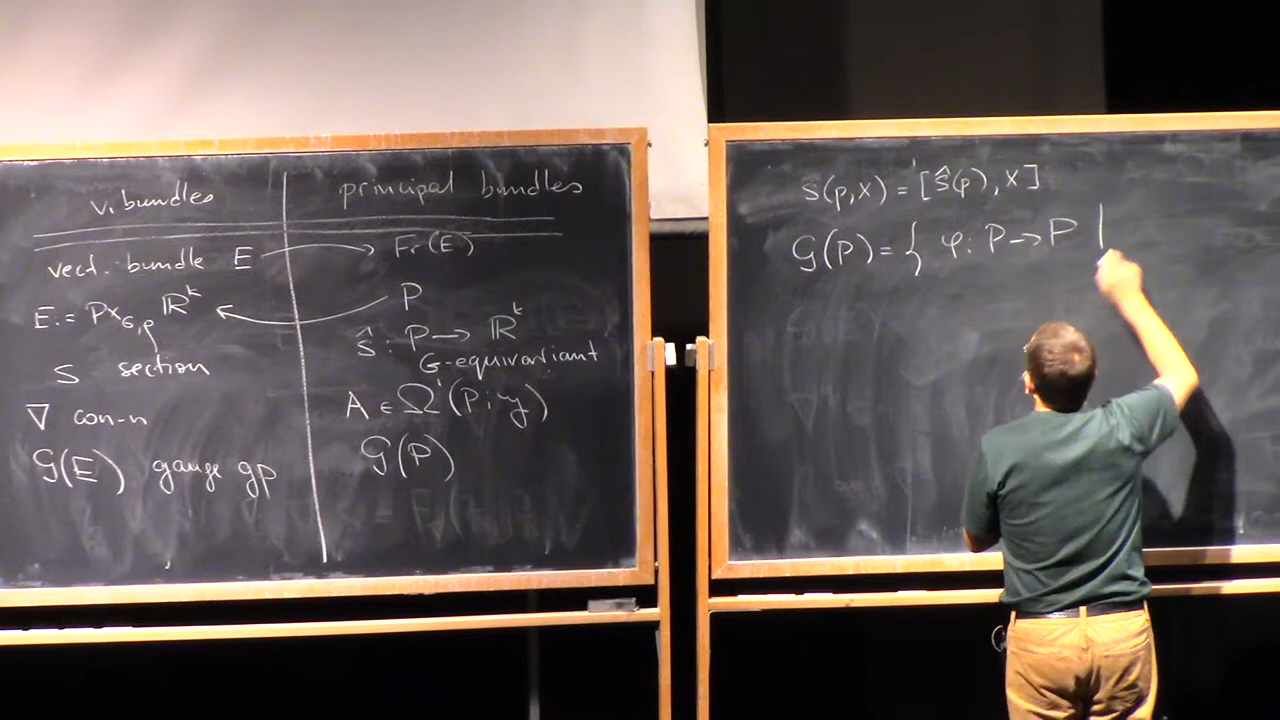 v. bundles | principal bundles
vect. bundle E → Fr(E)
E := P×_{G,ρ} ℝ^k ← P
s section | ŝ : P → ℝ^k
G-equivariant
∇ con-n | A ∈ Ω¹(P; 𝔤)
𝒢(E) gauge gp | 𝒢(P)
s(p,x) = [ŝ(p), x]
𝒢(P) = { φ: P → P |